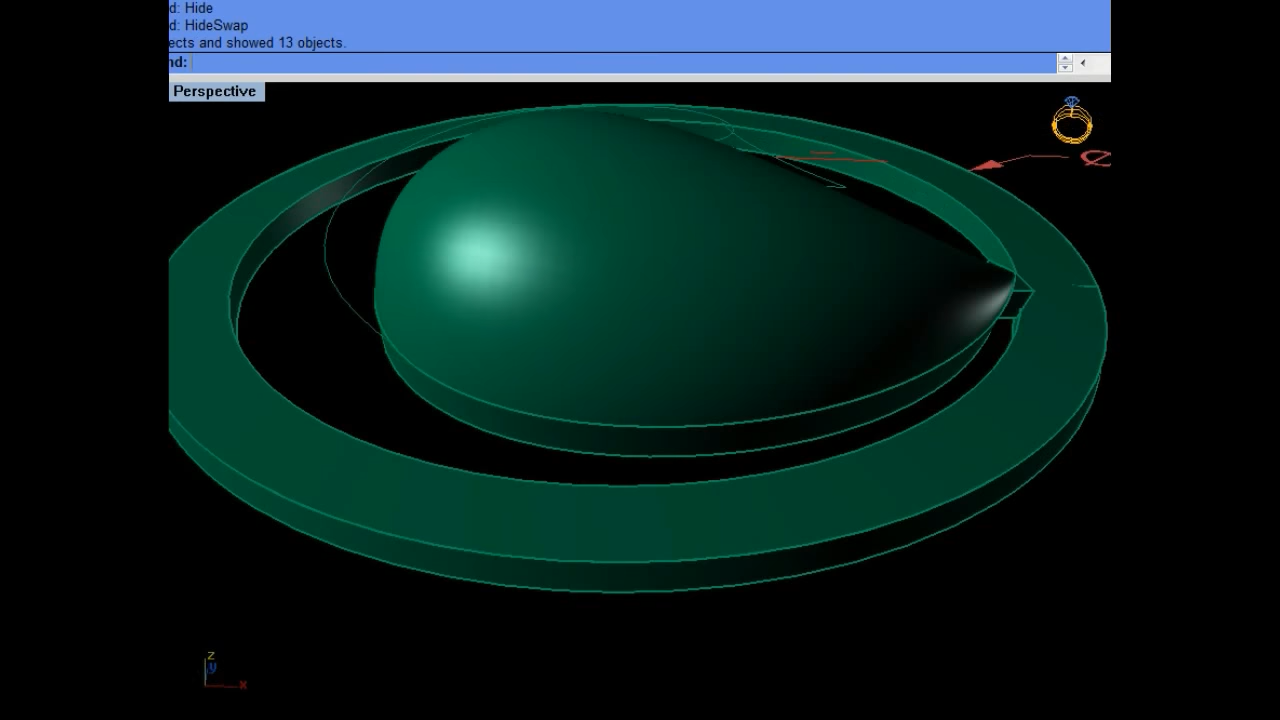 d: Hide
d: HideSwap
ects and showed 13 objects.
nd:
Perspective
z
y
x